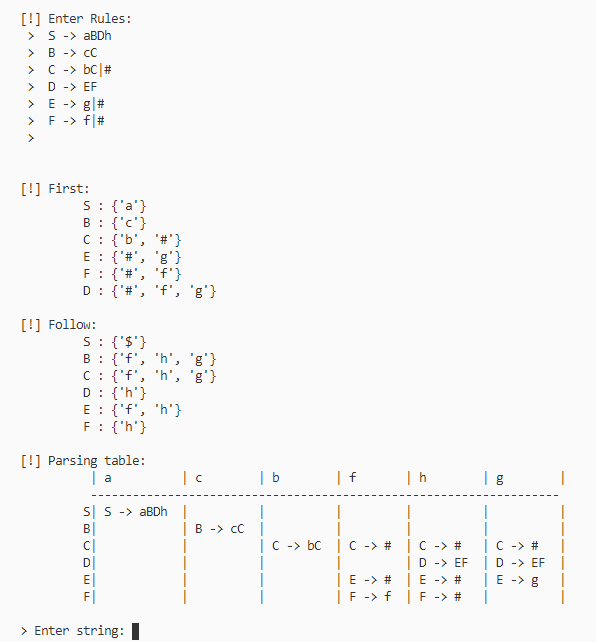 [!] Enter Rules:
> S -> aBDh
> B -> cC
> C -> bC|#
> D -> EF
> E -> g|#
> F -> f|#
>
[!] First:
S : {'a'}
B : {'c'}
C : {'b', '#'}
E : {'#', 'g'}
F : {'#', 'f'}
D : {'#', 'f', 'g'}
[!] Follow:
S : {'$'}
B : {'f', 'h', 'g'}
C : {'f', 'h', 'g'}
D : {'h'}
E : {'f', 'h'}
F : {'h'}
[!] Parsing table:
| a | c | b | f | h | g |
------------------------------------------------------------------
S| S -> aBDh | | | | | |
B| | B -> cC | | | | |
C| | | C -> bC | C -> # | C -> # | C -> # |
D| | | | | D -> EF | D -> EF |
E| | | | E -> # | E -> # | E -> g |
F| | | | F -> f | F -> # | |
> Enter string: